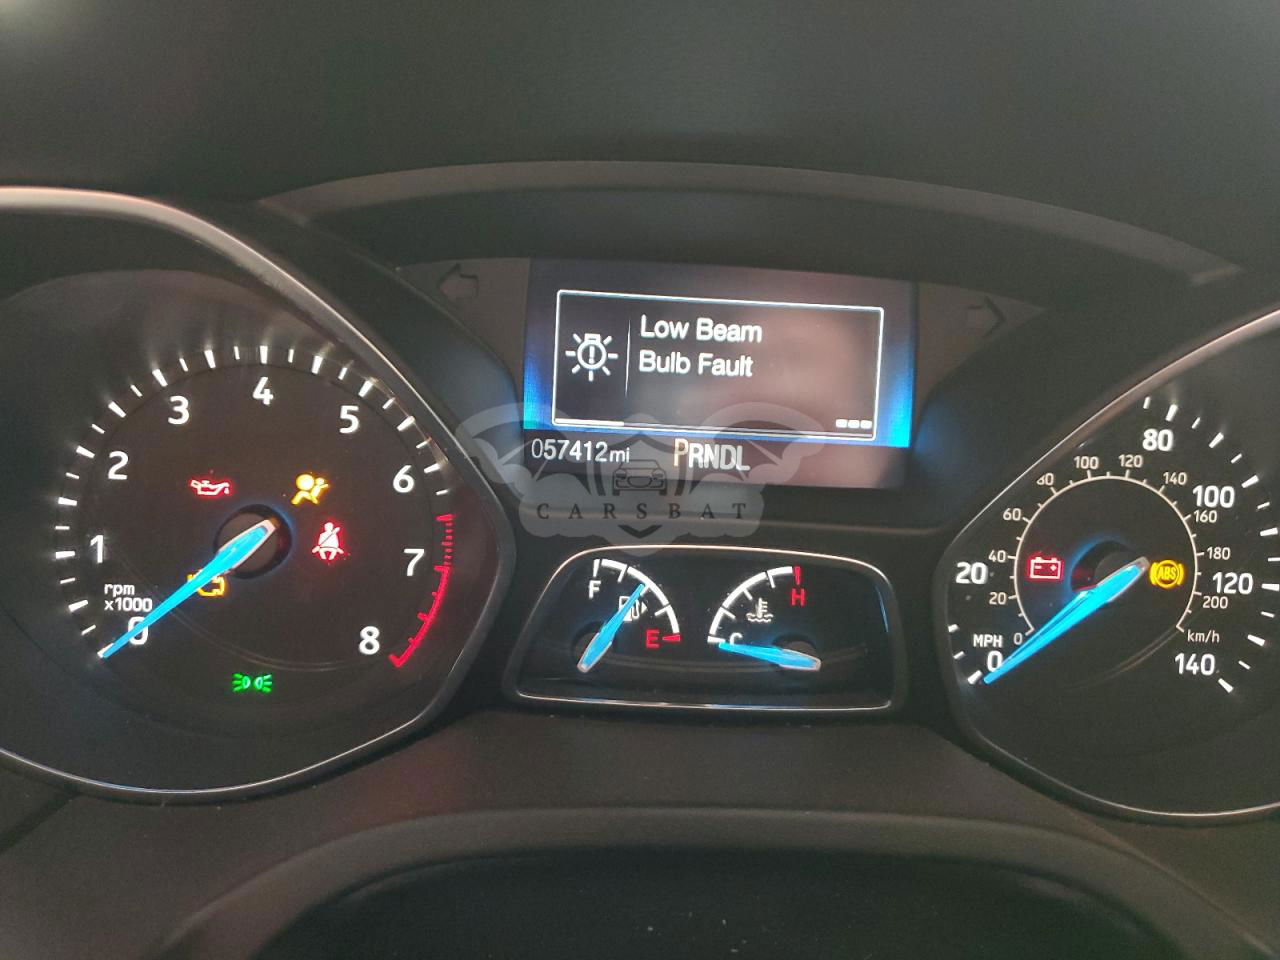 Low Beam
Bulb Fault
057412mi PRNDL
CARSBAT
0 1 2 3 4 5 6 7 8
rpm
x1000
F E
C H
0 20 80 100 120 140
MPH
0 20 40 60 80 100 120 140 160 180 200
km/h
ABS